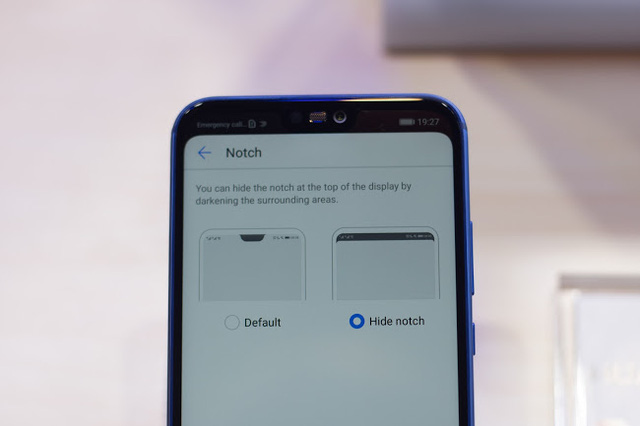 Emergency call... 19:27
Notch
You can hide the notch at the top of the display by
darkening the surrounding areas.
Default Hide notch